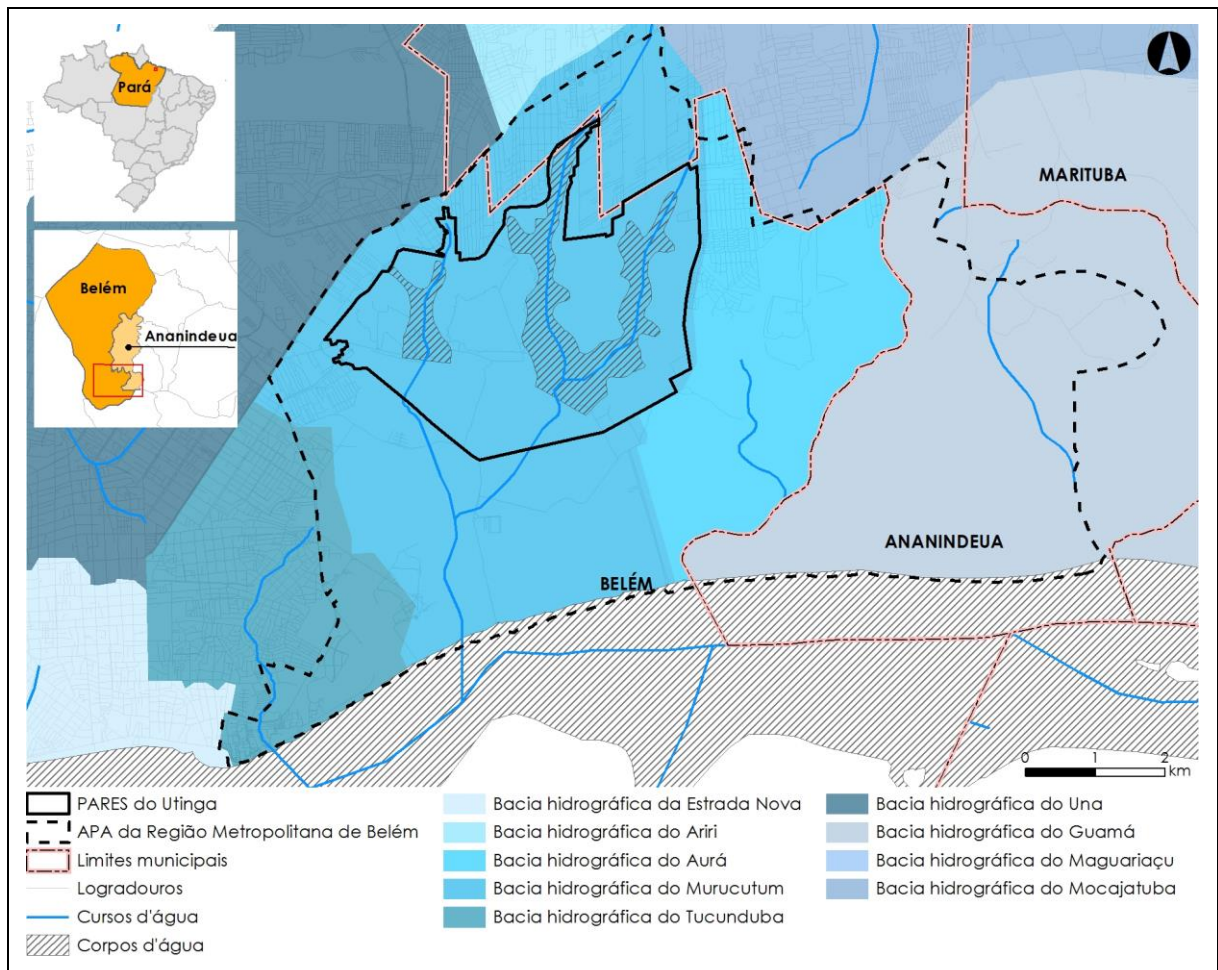 Pará
Belém
Ananindeua
MARITUBA
ANANINDEUA
BELÉM
0 1 2
km
PARES do Utinga
APA da Região Metropolitana de Belém
Limites municipais
Logradouros
Cursos d'água
Corpos d'água
Bacia hidrográfica da Estrada Nova
Bacia hidrográfica do Ariri
Bacia hidrográfica do Aurá
Bacia hidrográfica do Murucutum
Bacia hidrográfica do Tucunduba
Bacia hidrográfica do Una
Bacia hidrográfica do Guamá
Bacia hidrográfica do Maguariaçu
Bacia hidrográfica do Mocajatuba